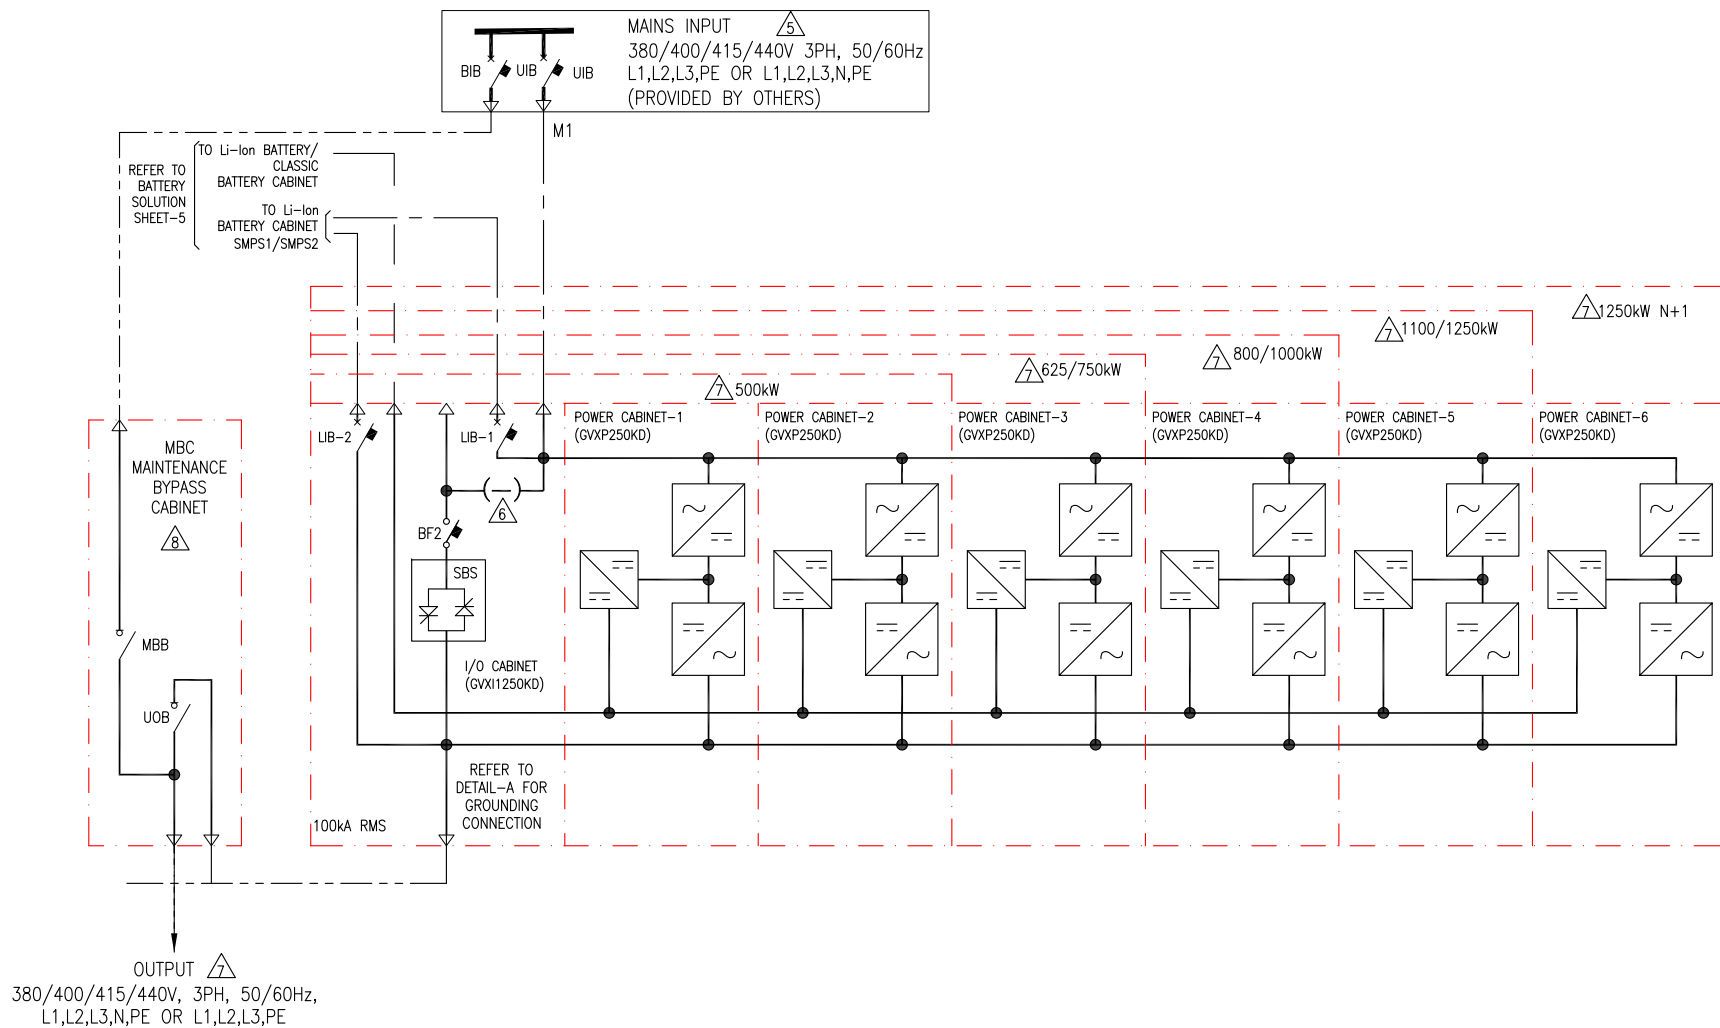 MAINS INPUT 5
380/400/415/440V 3PH, 50/60Hz
L1,L2,L3,PE OR L1,L2,L3,N,PE
(PROVIDED BY OTHERS)
BIB
UIB
UIB
M1
TO Li-Ion BATTERY/
CLASSIC
BATTERY CABINET
REFER TO
BATTERY
SOLUTION
SHEET-5
TO Li-Ion
BATTERY CABINET
SMPS1/SMPS2
7 1250kW N+1
7 1100/1250kW
7 800/1000kW
7 625/750kW
7 500kW
MBC
MAINTENANCE
BYPASS
CABINET
8
LIB-2
LIB-1
POWER CABINET-1
(GVXP250KD)
POWER CABINET-2
(GVXP250KD)
POWER CABINET-3
(GVXP250KD)
POWER CABINET-4
(GVXP250KD)
POWER CABINET-5
(GVXP250KD)
POWER CABINET-6
(GVXP250KD)
6
BF2
SBS
MBB
UOB
I/O CABINET
(GVXI1250KD)
REFER TO
DETAIL-A FOR
GROUNDING
CONNECTION
100kA RMS
OUTPUT 7
380/400/415/440V, 3PH, 50/60Hz,
L1,L2,L3,N,PE OR L1,L2,L3,PE